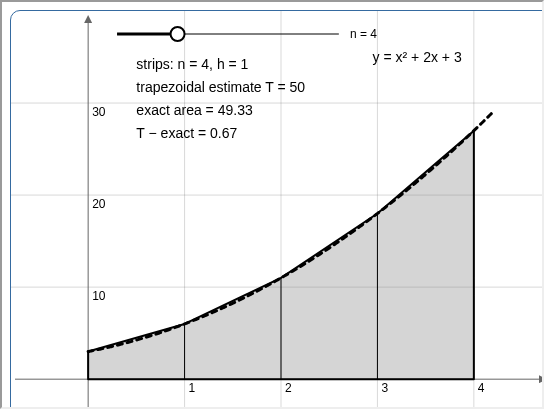 n = 4
y = x² + 2x + 3
strips: n = 4, h = 1
trapezoidal estimate T = 50
exact area = 49.33
T − exact = 0.67
30
20
10
1 2 3 4